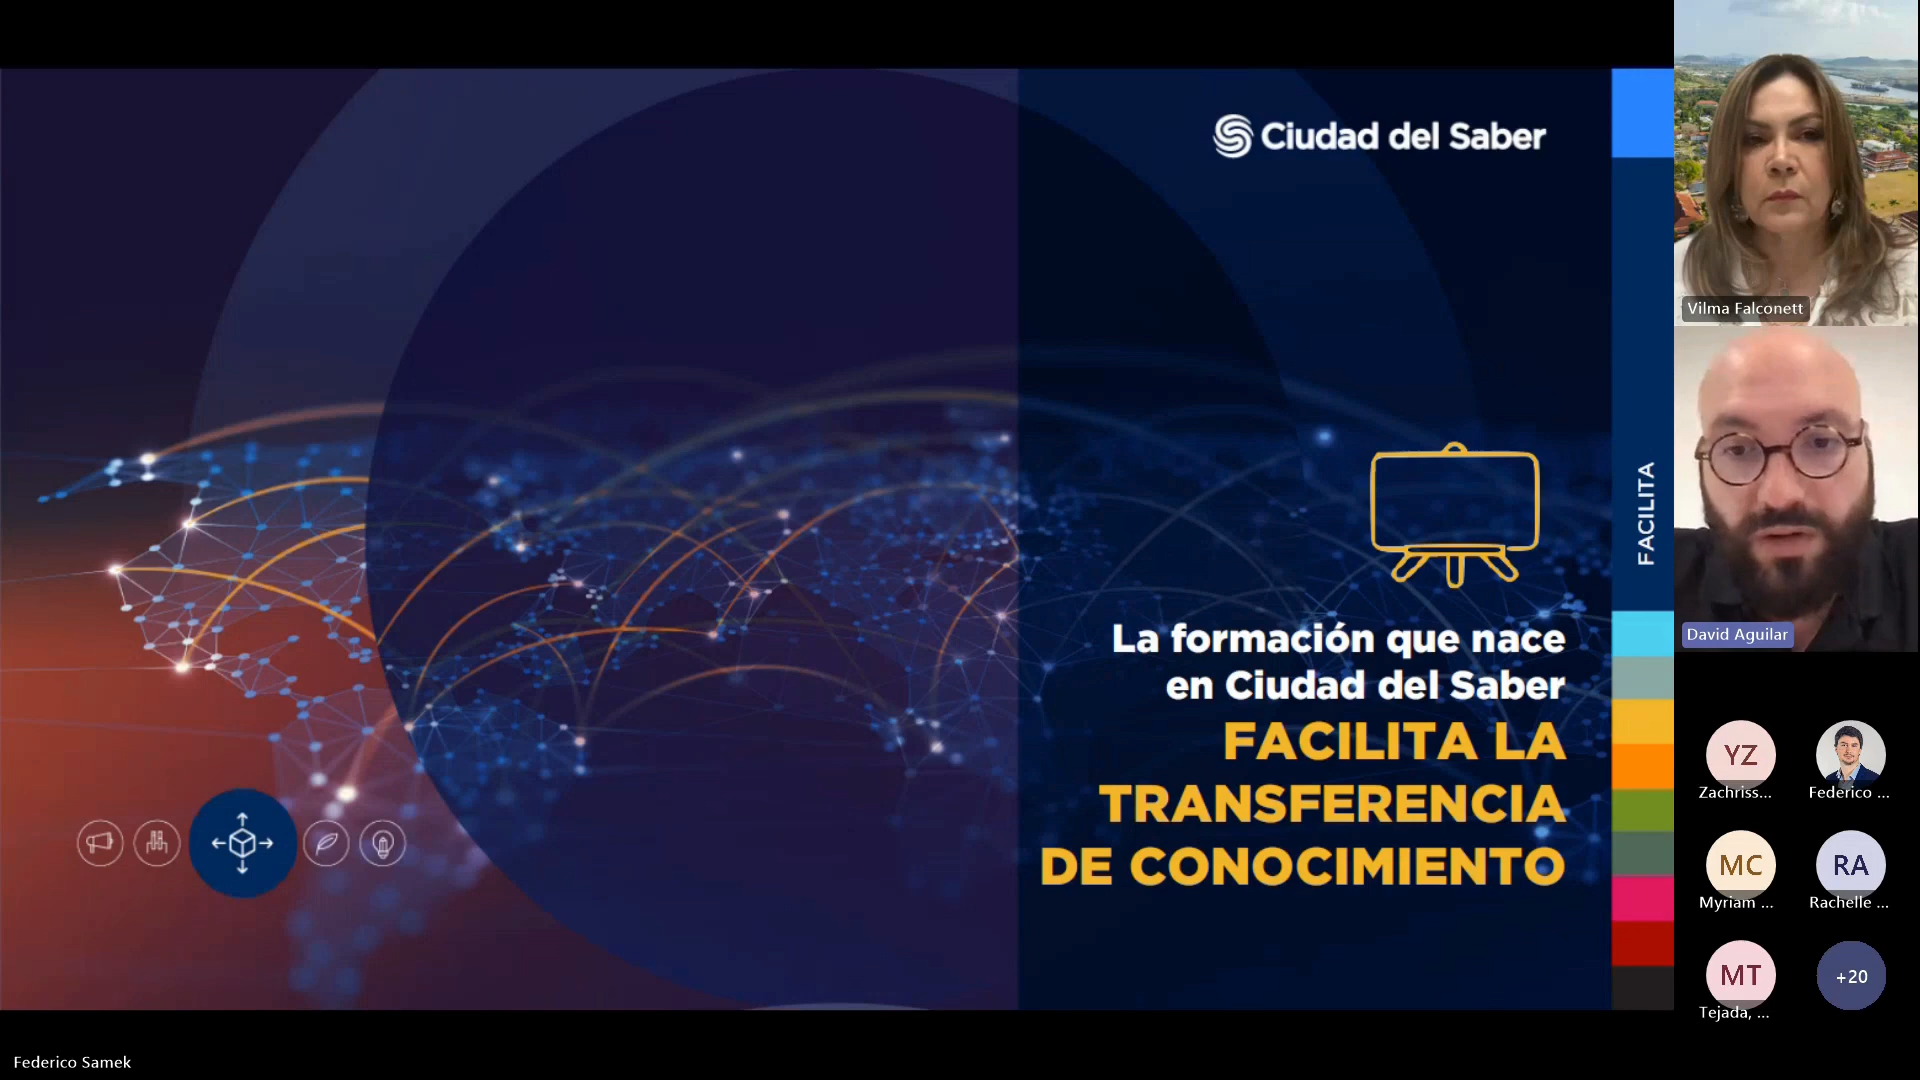 Ciudad del Saber
FACILITA
La formación que nace
en Ciudad del Saber
FACILITA LA
TRANSFERENCIA
DE CONOCIMIENTO
Vilma Falconett
David Aguilar
YZ
Zachriss...
Federico ...
MC
Myriam ...
RA
Rachelle ...
MT
Tejada, ...
+20
Federico Samek